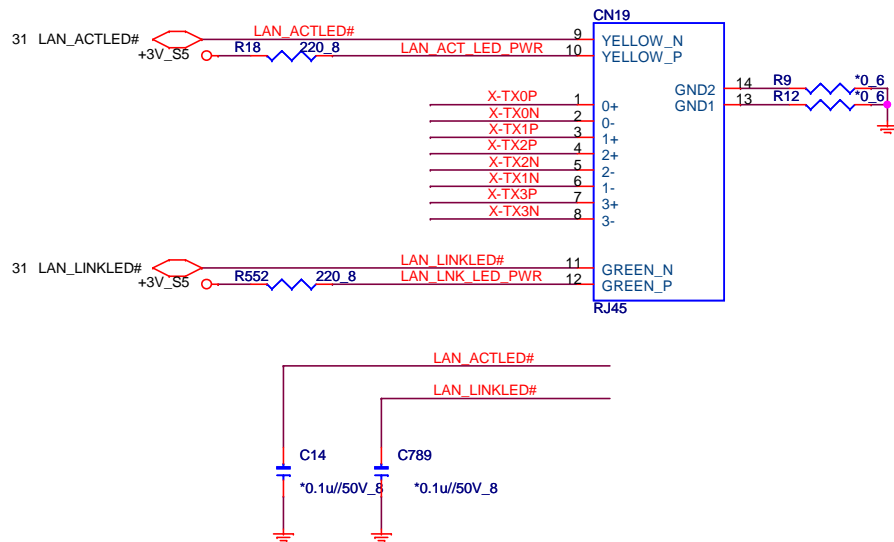 CN19
31 LAN_ACTLED#
LAN_ACTLED#
9
YELLOW_N
+3V_S5
R18
220_8
LAN_ACT_LED_PWR
10
YELLOW_P
GND2
14
R9
*0_6
GND1
13
R12
*0_6
X-TX0P
1
0+
X-TX0N
2
0-
X-TX1P
3
1+
X-TX2P
4
2+
X-TX2N
5
2-
X-TX1N
6
1-
X-TX3P
7
3+
X-TX3N
8
3-
31 LAN_LINKLED#
LAN_LINKLED#
11
GREEN_N
+3V_S5
R552
220_8
LAN_LNK_LED_PWR
12
GREEN_P
RJ45
LAN_ACTLED#
LAN_LINKLED#
C14
C789
*0.1u//50V_8
*0.1u//50V_8